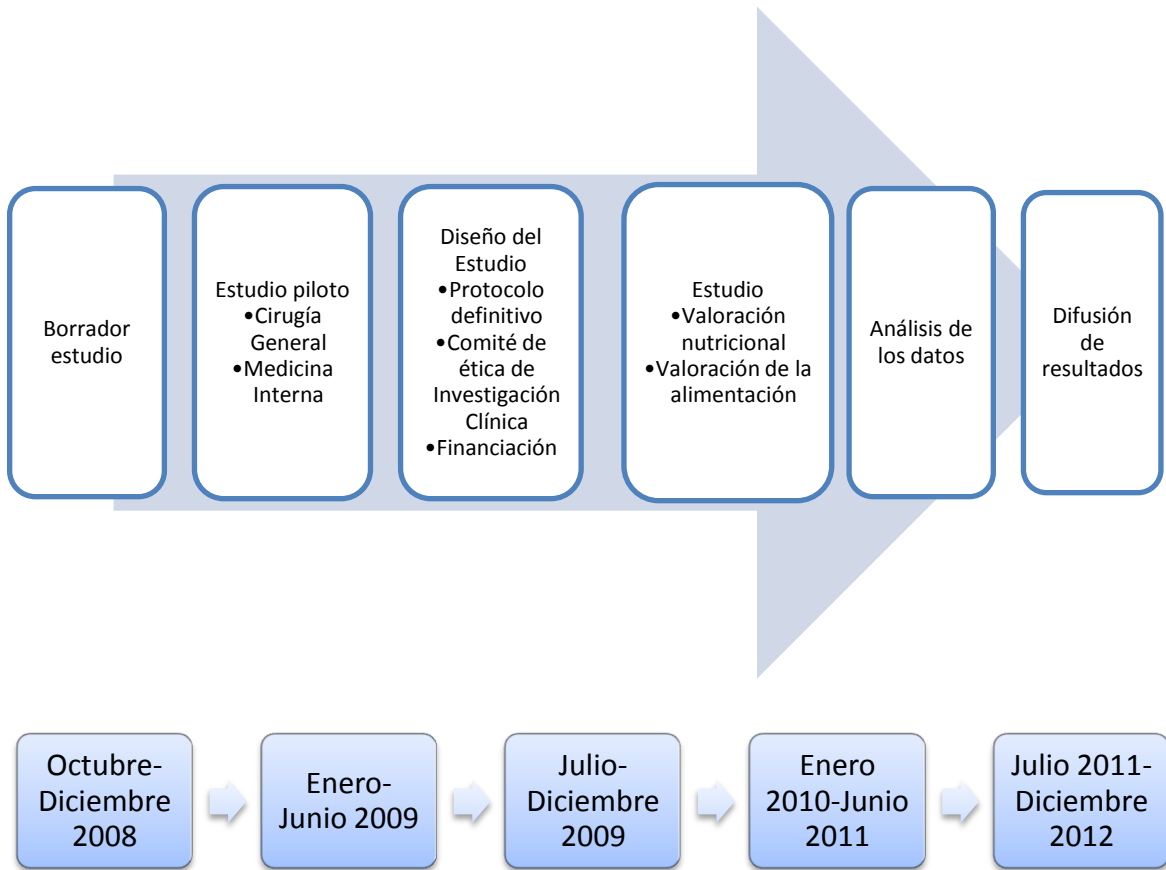 Borrador
estudio
Estudio piloto
•Cirugía
General
•Medicina
Interna
Diseño del
Estudio
•Protocolo
definitivo
•Comité de
ética de
Investigación
Clínica
•Financiación
Estudio
•Valoración
nutricional
•Valoración de la
alimentación
Análisis de
los datos
Difusión
de
resultados
Octubre-
Diciembre
2008
Enero-
Junio 2009
Julio-
Diciembre
2009
Enero
2010-Junio
2011
Julio 2011-
Diciembre
2012